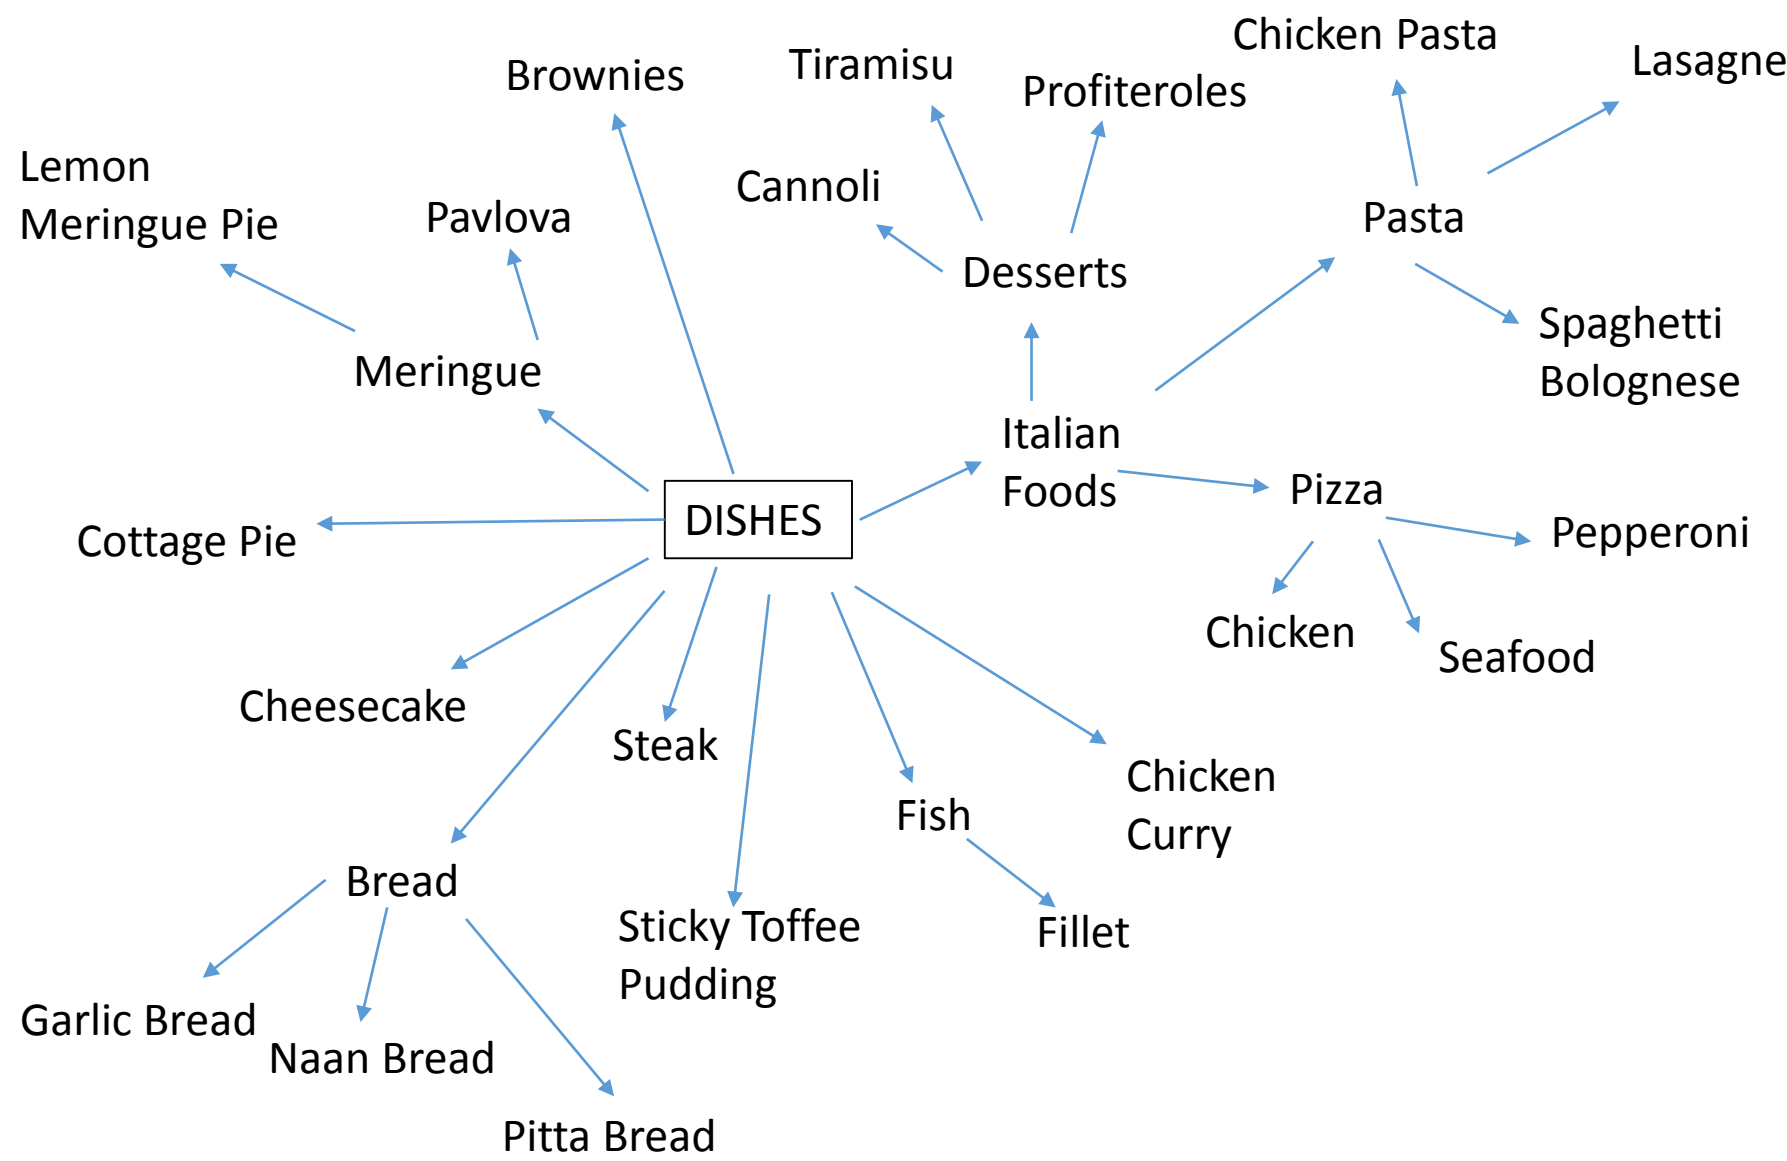 Chicken Pasta
Lasagne
Tiramisu
Brownies
Profiteroles
Lemon
Meringue Pie
Cannoli
Pavlova
Pasta
Desserts
Spaghetti
Bolognese
Meringue
Italian
Foods
Pizza
DISHES
Pepperoni
Cottage Pie
Chicken
Seafood
Cheesecake
Steak
Chicken
Curry
Fish
Bread
Sticky Toffee
Pudding
Fillet
Garlic Bread
Naan Bread
Pitta Bread